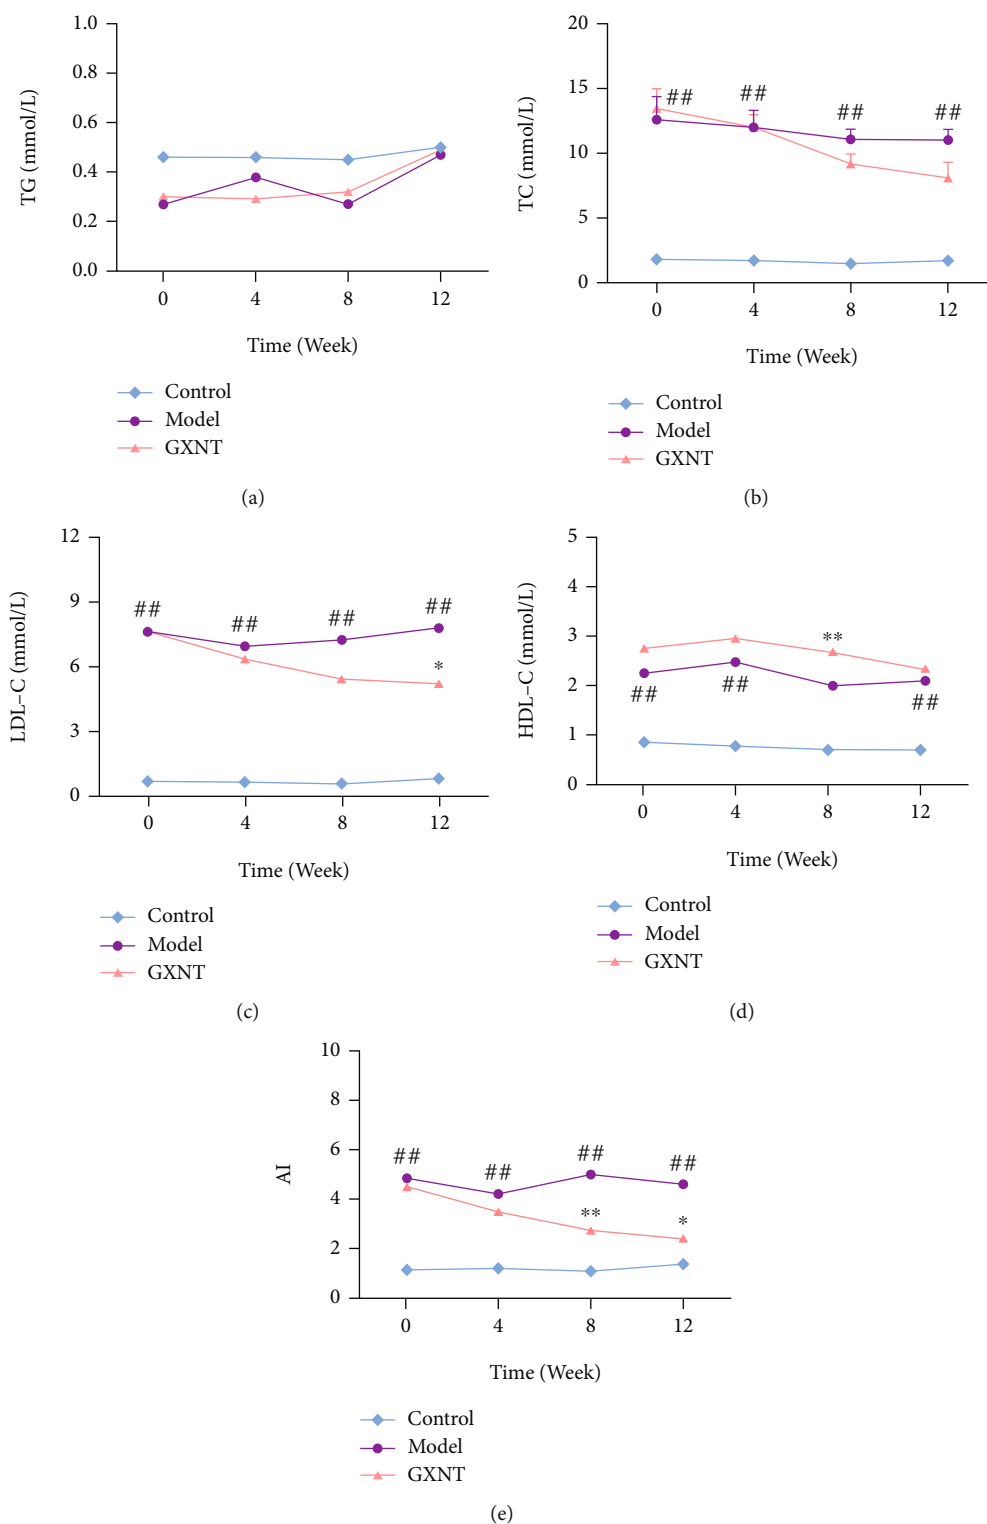 1.0
0.8
0.6
0.4
0.2
0.0
TG (mmol/L)
0 4 8 12
Time (Week)
Control
Model
GXNT
(a)
20
15
10
5
0
TC (mmol/L)
## ## ## ##
0 4 8 12
Time (Week)
Control
Model
GXNT
(b)
12
9
6
3
0
LDL–C (mmol/L)
## ## ## ##
*
0 4 8 12
Time (Week)
Control
Model
GXNT
(c)
5
4
3
2
1
0
HDL–C (mmol/L)
**
## ## ##
0 4 8 12
Time (Week)
Control
Model
GXNT
(d)
10
8
6
4
2
0
AI
## ## ## ##
** *
0 4 8 12
Time (Week)
Control
Model
GXNT
(e)